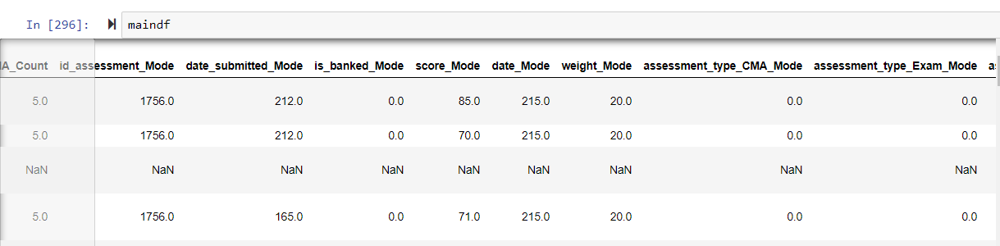 In [296]: maindf
A_Count id_assessment_Mode date_submitted_Mode is_banked_Mode score_Mode date_Mode weight_Mode assessment_type_CMA_Mode assessment_type_Exam_Mode a
5.0 1756.0 212.0 0.0 85.0 215.0 20.0 0.0 0.0
5.0 1756.0 212.0 0.0 70.0 215.0 20.0 0.0 0.0
NaN NaN NaN NaN NaN NaN NaN NaN NaN
5.0 1756.0 165.0 0.0 71.0 215.0 20.0 0.0 0.0